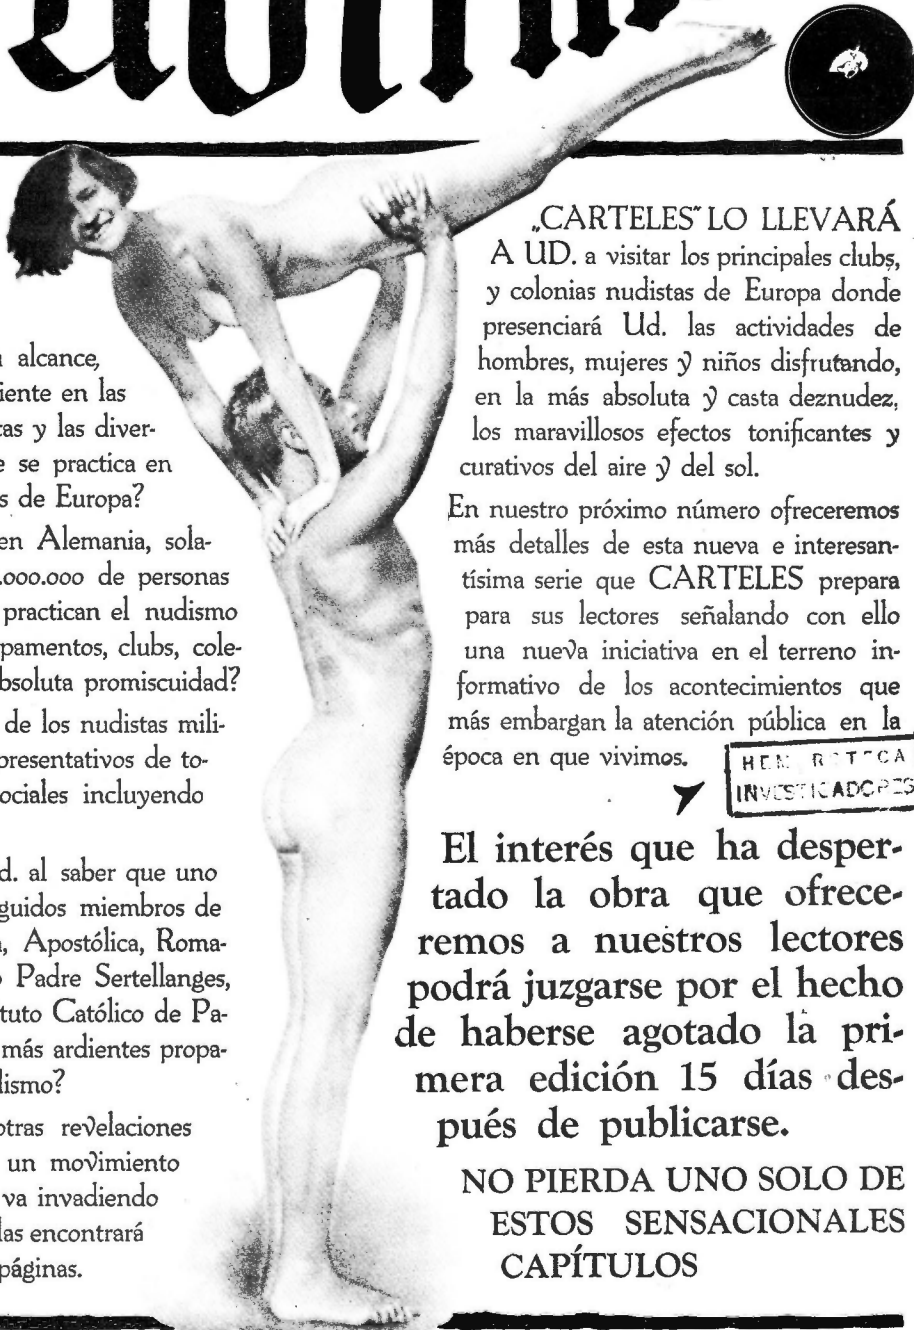 alcance,
iente en las
cas y las diver-
e se practica en
s de Europa?
en Alemania, sola-
.000.000 de personas
practican el nudismo
pamentos, clubs, cole-
bsoluta promiscuidad?
de los nudistas mili-
presentativos de to-
ociales incluyendo
d. al saber que uno
guidos miembros de
, Apostólica, Roma-
Padre Sertellanges,
tuto Católico de Pa-
más ardientes propa-
lismo?
otras revelaciones
un movimiento
va invadiendo
las encontrará
páginas.
„CARTELES" LO LLEVARÁ
A UD. a visitar los principales clubs,
y colonias nudistas de Europa donde
presenciará Ud. las actividades de
hombres, mujeres y niños disfrutando,
en la más absoluta y casta deznudez,
los maravillosos efectos tonificantes y
curativos del aire y del sol.
En nuestro próximo número ofreceremos
más detalles de esta nueva e interesan-
tísima serie que CARTELES prepara
para sus lectores señalando con ello
una nueva iniciativa en el terreno in-
formativo de los acontecimientos que
más embargan la atención pública en la
época en que vivimos.
INVESTIGADORES
El interés que ha desper-
tado la obra que ofrece-
remos a nuestros lectores
podrá juzgarse por el hecho
de haberse agotado la pri-
mera edición 15 días des-
pués de publicarse.
NO PIERDA UNO SOLO DE
ESTOS SENSACIONALES
CAPÍTULOS